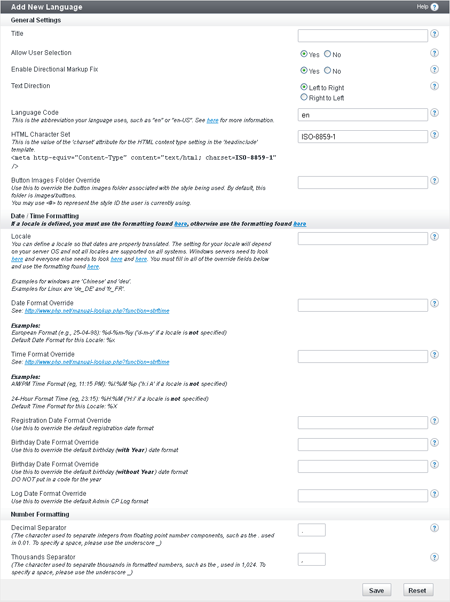 Add New Language
Help
General Settings
Title
Allow User Selection
Yes No
Enable Directional Markup Fix
Yes No
Text Direction
Left to Right
Right to Left
Language Code
This is the abbreviation your language uses, such as "en" or "en-US". See here for more information.
en
HTML Character Set
This is the value of the 'charset' attribute for the HTML content type setting in the 'headinclude'
template.
<meta http-equiv="Content-Type" content="text/html; charset=ISO-8859-1"
/>
ISO-8859-1
Button Images Folder Override
Use this to override the button images folder associated with the style being used. By default, this
folder is images/buttons.
You may use <#> to represent the style ID the user is currently using.
Date / Time Formatting
If a locale is defined, you must use the formatting found here, otherwise use the formatting found here
Locale
You can define a locale so that dates are properly translated. The setting for your locale will depend
on your server OS and not all locales are supported on all systems. Windows servers need to look
here and everyone else needs to look here and here. You must fill in all of the override fields below
and use the formatting found here.
Examples for windows are 'Chinese' and 'deu'.
Examples for Linux are 'de_DE' and 'fr_FR'.
Date Format Override
See: http://www.php.net/manual-lookup.php?function=strftime
Examples:
European Format (e.g., 25-04-98): %d-%m-%y ('d-m-y' if a locale is not specified)
Default Date Format for this Locale: %x
Time Format Override
See: http://www.php.net/manual-lookup.php?function=strftime
Examples:
AM/PM Time Format (eg, 11:15 PM): %I:%M %p ('h:i A' if a locale is not specified)
24-Hour Format Time (eg, 23:15): %H:%M ('H:i' if a locale is not specified)
Default Time Format for this Locale: %X
Registration Date Format Override
Use this to override the default registration date format
Birthday Date Format Override
Use this to override the default birthday (with Year) date format
Birthday Date Format Override
Use this to override the default birthday (without Year) date format
DO NOT put in a code for the year
Log Date Format Override
Use this to override the default Admin CP Log format
Number Formatting
Decimal Separator
(The character used to separate integers from floating point number components, such as the . used
in 0.01. To specify a space, please use the underscore _)
.
Thousands Separator
(The character used to separate thousands in formatted numbers, such as the , used in 1,024. To
specify a space, please use the underscore _)
,
Save Reset